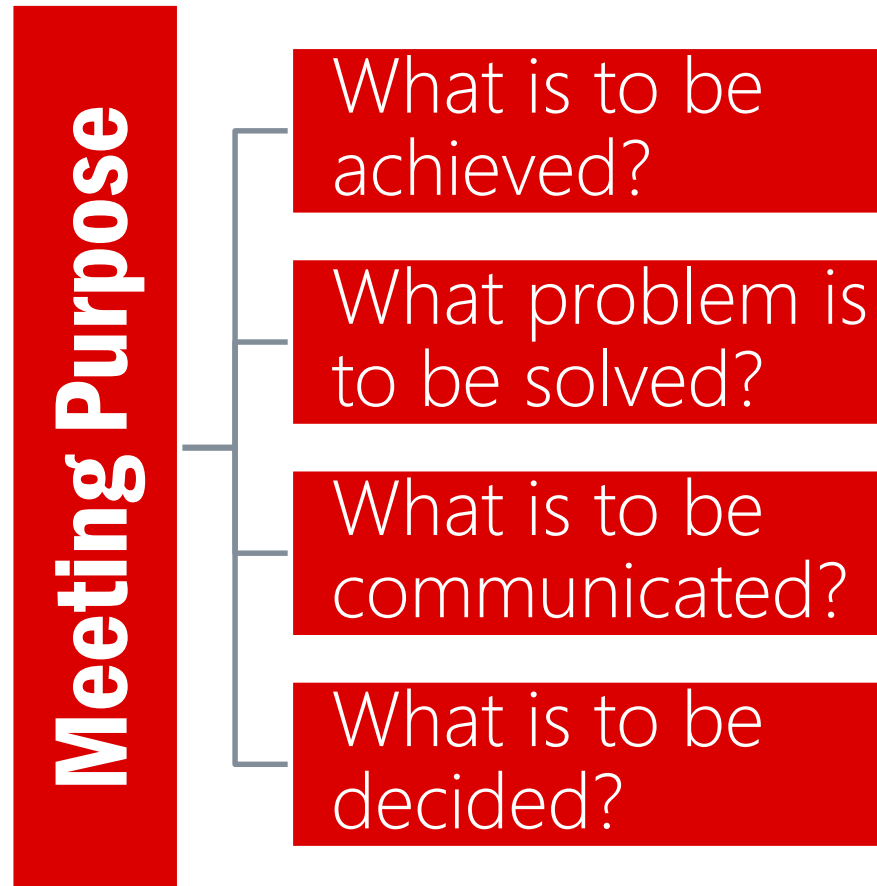 Meeting Purpose
What is to be
achieved?
What problem is
to be solved?
What is to be
communicated?
What is to be
decided?